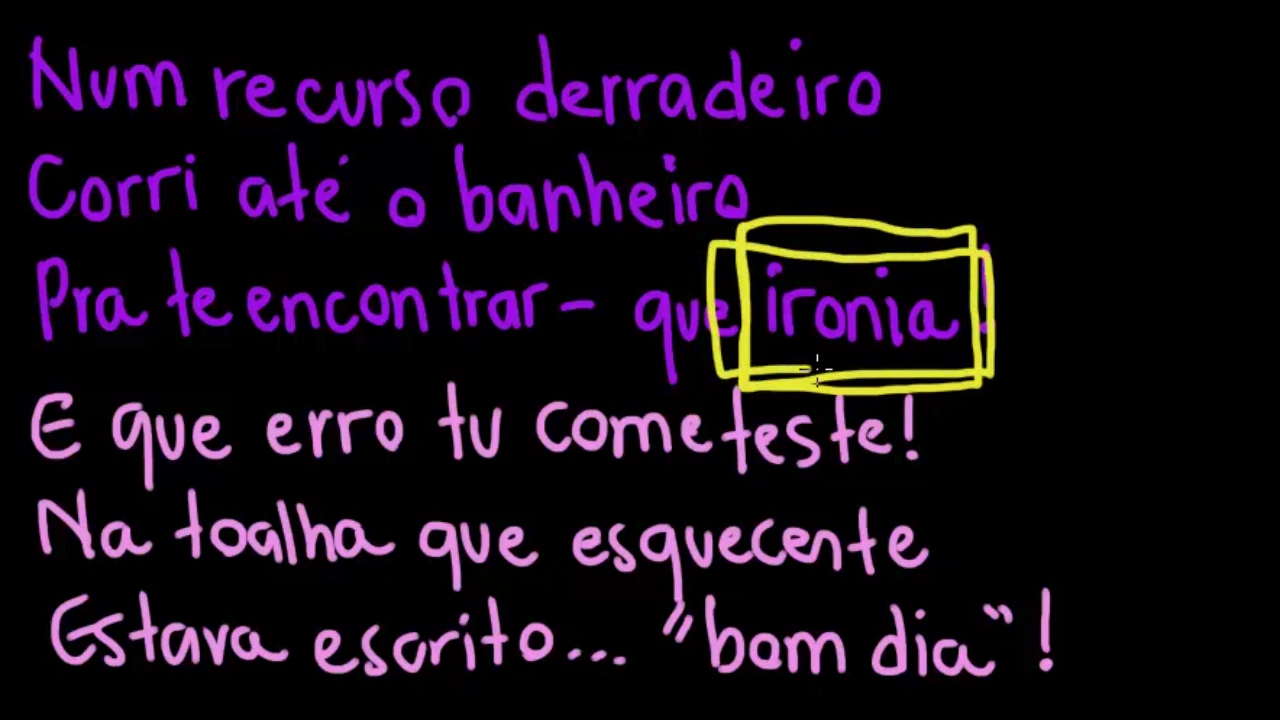 Num recurso derradeiro
Corri até o banheiro
Pra te encontrar - que ironia!
E que erro tu cometeste!
Na toalha que esquecente
Estava escrito... "bom dia"!